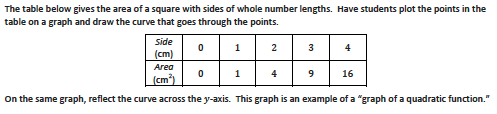 The table below gives the area of a square with sides of whole number lengths. Have students plot the points in the
table on a graph and draw the curve that goes through the points.
Side (cm) 0 1 2 3 4
Area (cm²) 0 1 4 9 16
On the same graph, reflect the curve across the y-axis. This graph is an example of a "graph of a quadratic function."